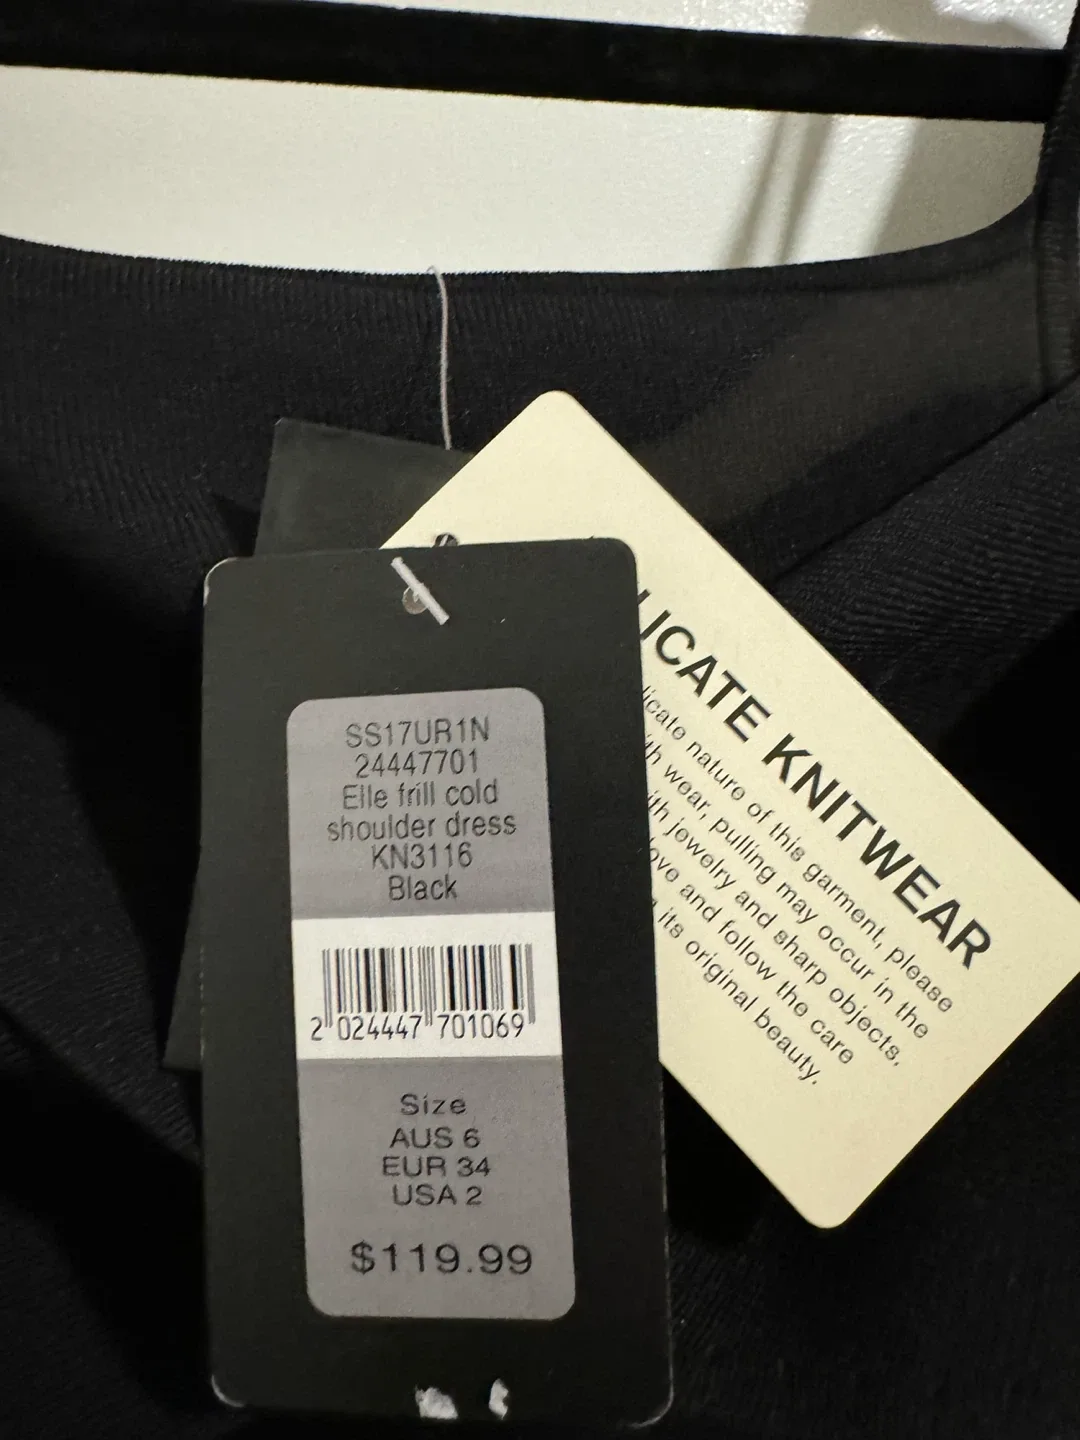 SS17UR1N
24447701
Elle frill cold
shoulder dress
KN3116
Black
2 024447 701069
Size
AUS 6
EUR 34
USA 2
$119.99
LICATE KNITWEAR
licate nature of this garment, please
th wear, pulling may occur in the
ith jewelry and sharp objects.
ove and follow the care
its original beauty.